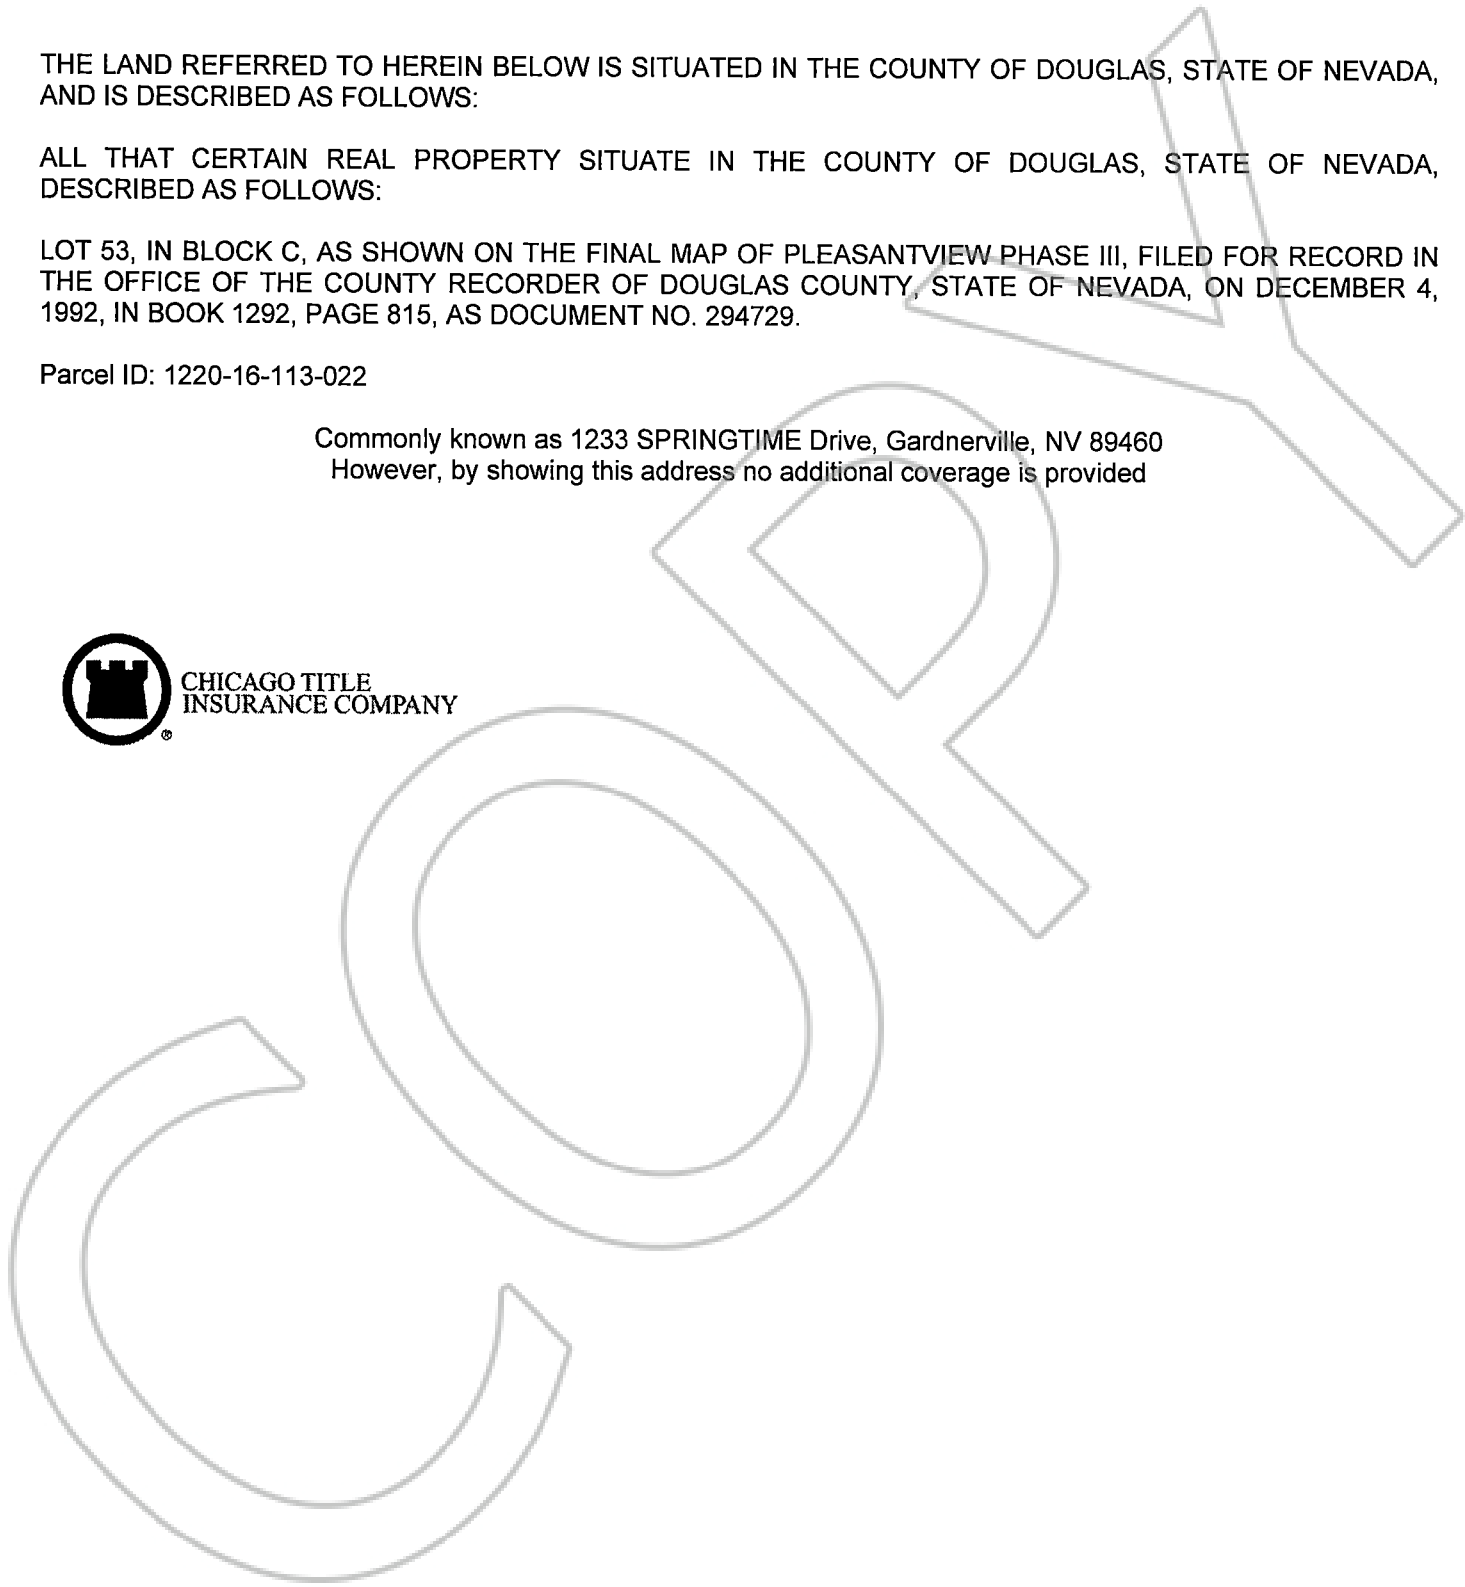 THE LAND REFERRED TO HEREIN BELOW IS SITUATED IN THE COUNTY OF DOUGLAS, STATE OF NEVADA,
AND IS DESCRIBED AS FOLLOWS:
ALL THAT CERTAIN REAL PROPERTY SITUATE IN THE COUNTY OF DOUGLAS, STATE OF NEVADA,
DESCRIBED AS FOLLOWS:
LOT 53, IN BLOCK C, AS SHOWN ON THE FINAL MAP OF PLEASANTVIEW PHASE III, FILED FOR RECORD IN
THE OFFICE OF THE COUNTY RECORDER OF DOUGLAS COUNTY, STATE OF NEVADA, ON DECEMBER 4,
1992, IN BOOK 1292, PAGE 815, AS DOCUMENT NO. 294729.
Parcel ID: 1220-16-113-022
Commonly known as 1233 SPRINGTIME Drive, Gardnerville, NV 89460
However, by showing this address no additional coverage is provided
CHICAGO TITLE
INSURANCE COMPANY
®
COPY